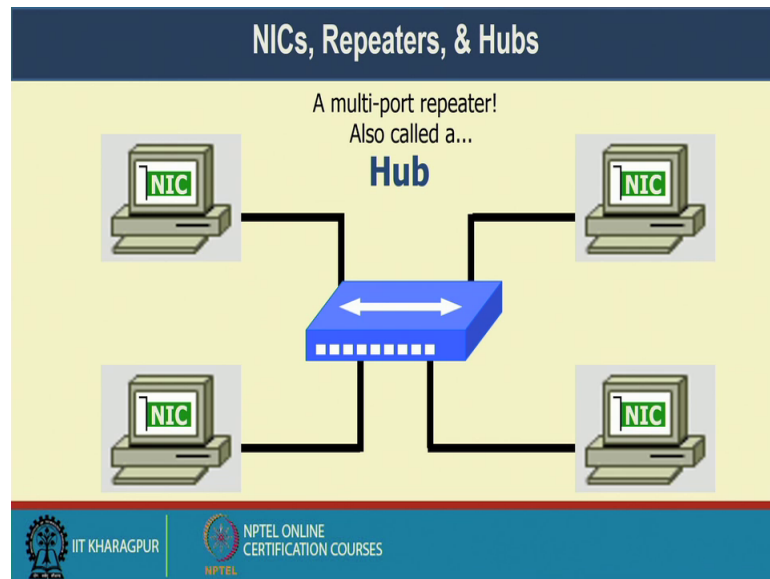 NICs, Repeaters, & Hubs
A multi-port repeater!
Also called a...
Hub
NIC
NIC
NIC
NIC
IIT KHARAGPUR
NPTEL
NPTEL ONLINE
CERTIFICATION COURSES